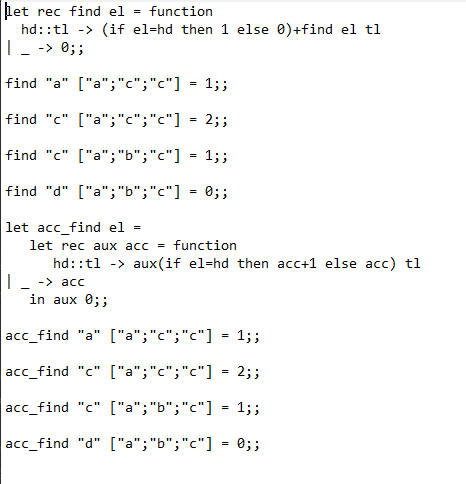 let rec find el = function
  hd::tl -> (if el=hd then 1 else 0)+find el tl
| _ -> 0;;

find "a" ["a";"c";"c"] = 1;;

find "c" ["a";"c";"c"] = 2;;

find "c" ["a";"b";"c"] = 1;;

find "d" ["a";"b";"c"] = 0;;

let acc_find el =
   let rec aux acc = function
      hd::tl -> aux(if el=hd then acc+1 else acc) tl
| _ -> acc
   in aux 0;;

acc_find "a" ["a";"c";"c"] = 1;;

acc_find "c" ["a";"c";"c"] = 2;;

acc_find "c" ["a";"b";"c"] = 1;;

acc_find "d" ["a";"b";"c"] = 0;;